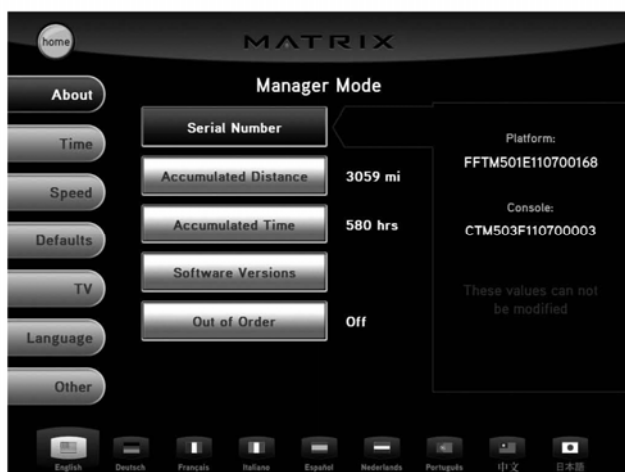 home
MATRIX
Manager Mode
About
Time
Speed
Defaults
TV
Language
Other
Serial Number
Accumulated Distance
3059 mi
Accumulated Time
580 hrs
Software Versions
Out of Order
Off
Platform:
FFTM501E110700168
Console:
CTM503F110700003
These values can not
be modified
English
Deutsch
Français
Italiano
Español
Nederlands
Português
中文
日本語